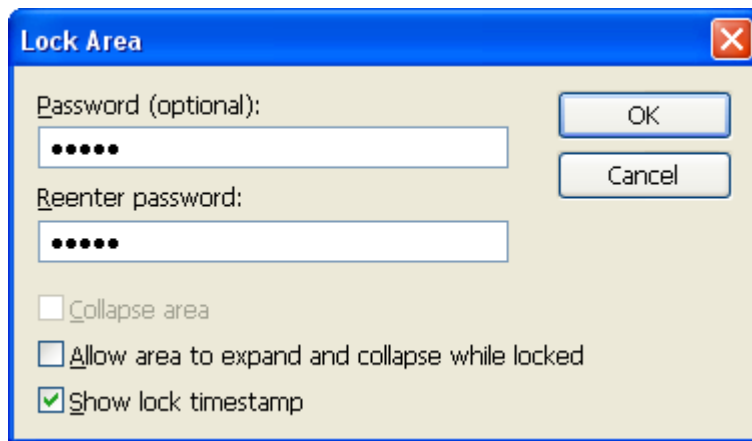 Lock Area
Password (optional):
OK
•••••
Cancel
Reenter password:
•••••
Collapse area
Allow area to expand and collapse while locked
Show lock timestamp